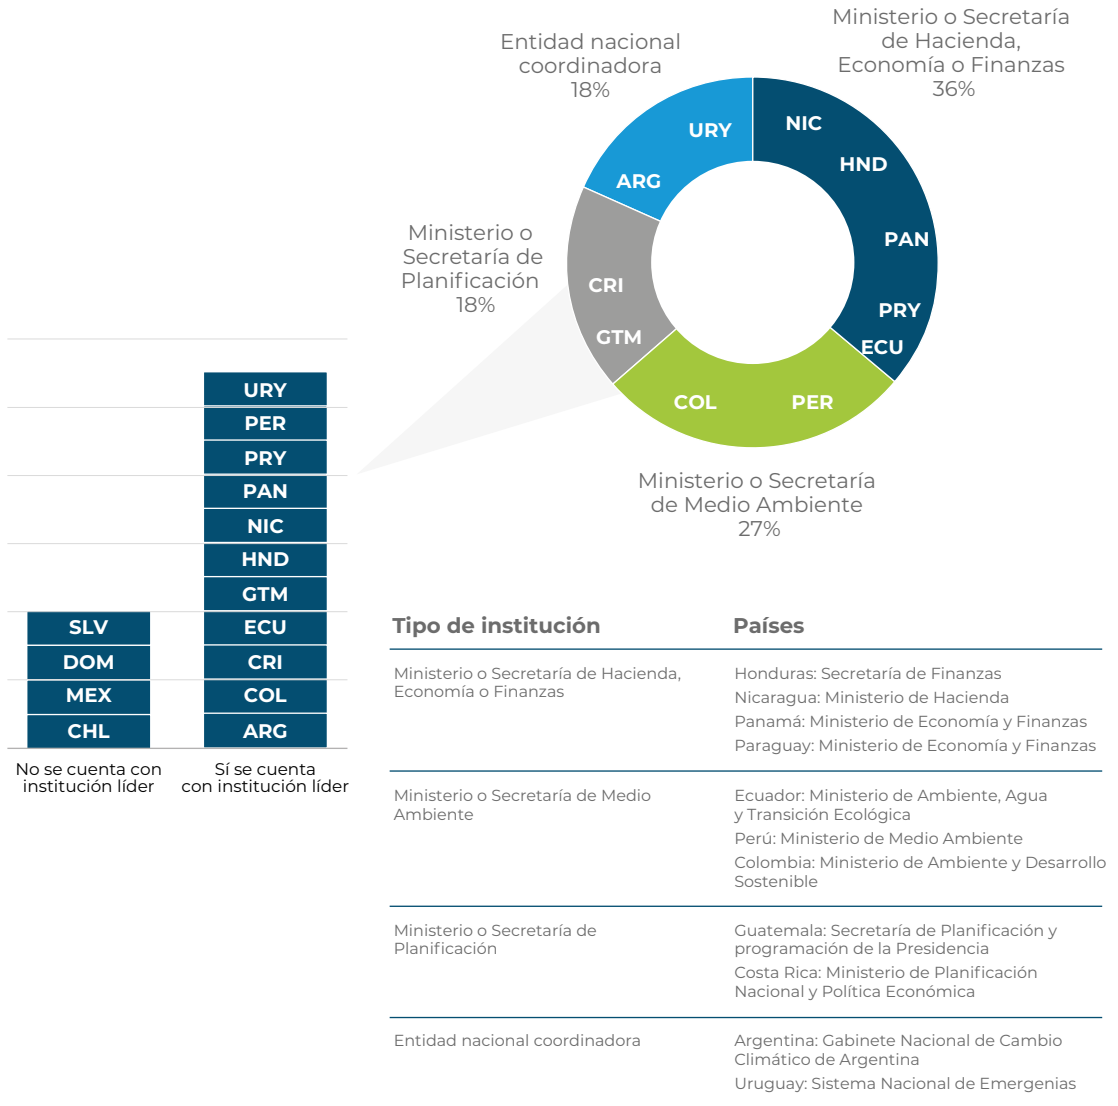 Ministerio o Secretaría
de Hacienda,
Economía o Finanzas
36%
Entidad nacional
coordinadora
18%
Ministerio o
Secretaría de
Planificación
18%
URY
ARG
NIC
HND
PAN
PRY
ECU
CRI
GTM
COL
PER
Ministerio o Secretaría
de Medio Ambiente
27%
SLV
DOM
MEX
CHL
No se cuenta con
institución líder
URY
PER
PRY
PAN
NIC
HND
GTM
ECU
CRI
COL
ARG
Sí se cuenta
con institución líder
Tipo de institución
Países
Ministerio o Secretaría de Hacienda,
Economía o Finanzas
Honduras: Secretaría de Finanzas
Nicaragua: Ministerio de Hacienda
Panamá: Ministerio de Economía y Finanzas
Paraguay: Ministerio de Economía y Finanzas
Ministerio o Secretaría de Medio
Ambiente
Ecuador: Ministerio de Ambiente, Agua
y Transición Ecológica
Perú: Ministerio de Medio Ambiente
Colombia: Ministerio de Ambiente y Desarrollo
Sostenible
Ministerio o Secretaría de
Planificación
Guatemala: Secretaría de Planificación y
programación de la Presidencia
Costa Rica: Ministerio de Planificación
Nacional y Política Económica
Entidad nacional coordinadora
Argentina: Gabinete Nacional de Cambio
Climático de Argentina
Uruguay: Sistema Nacional de Emergenias